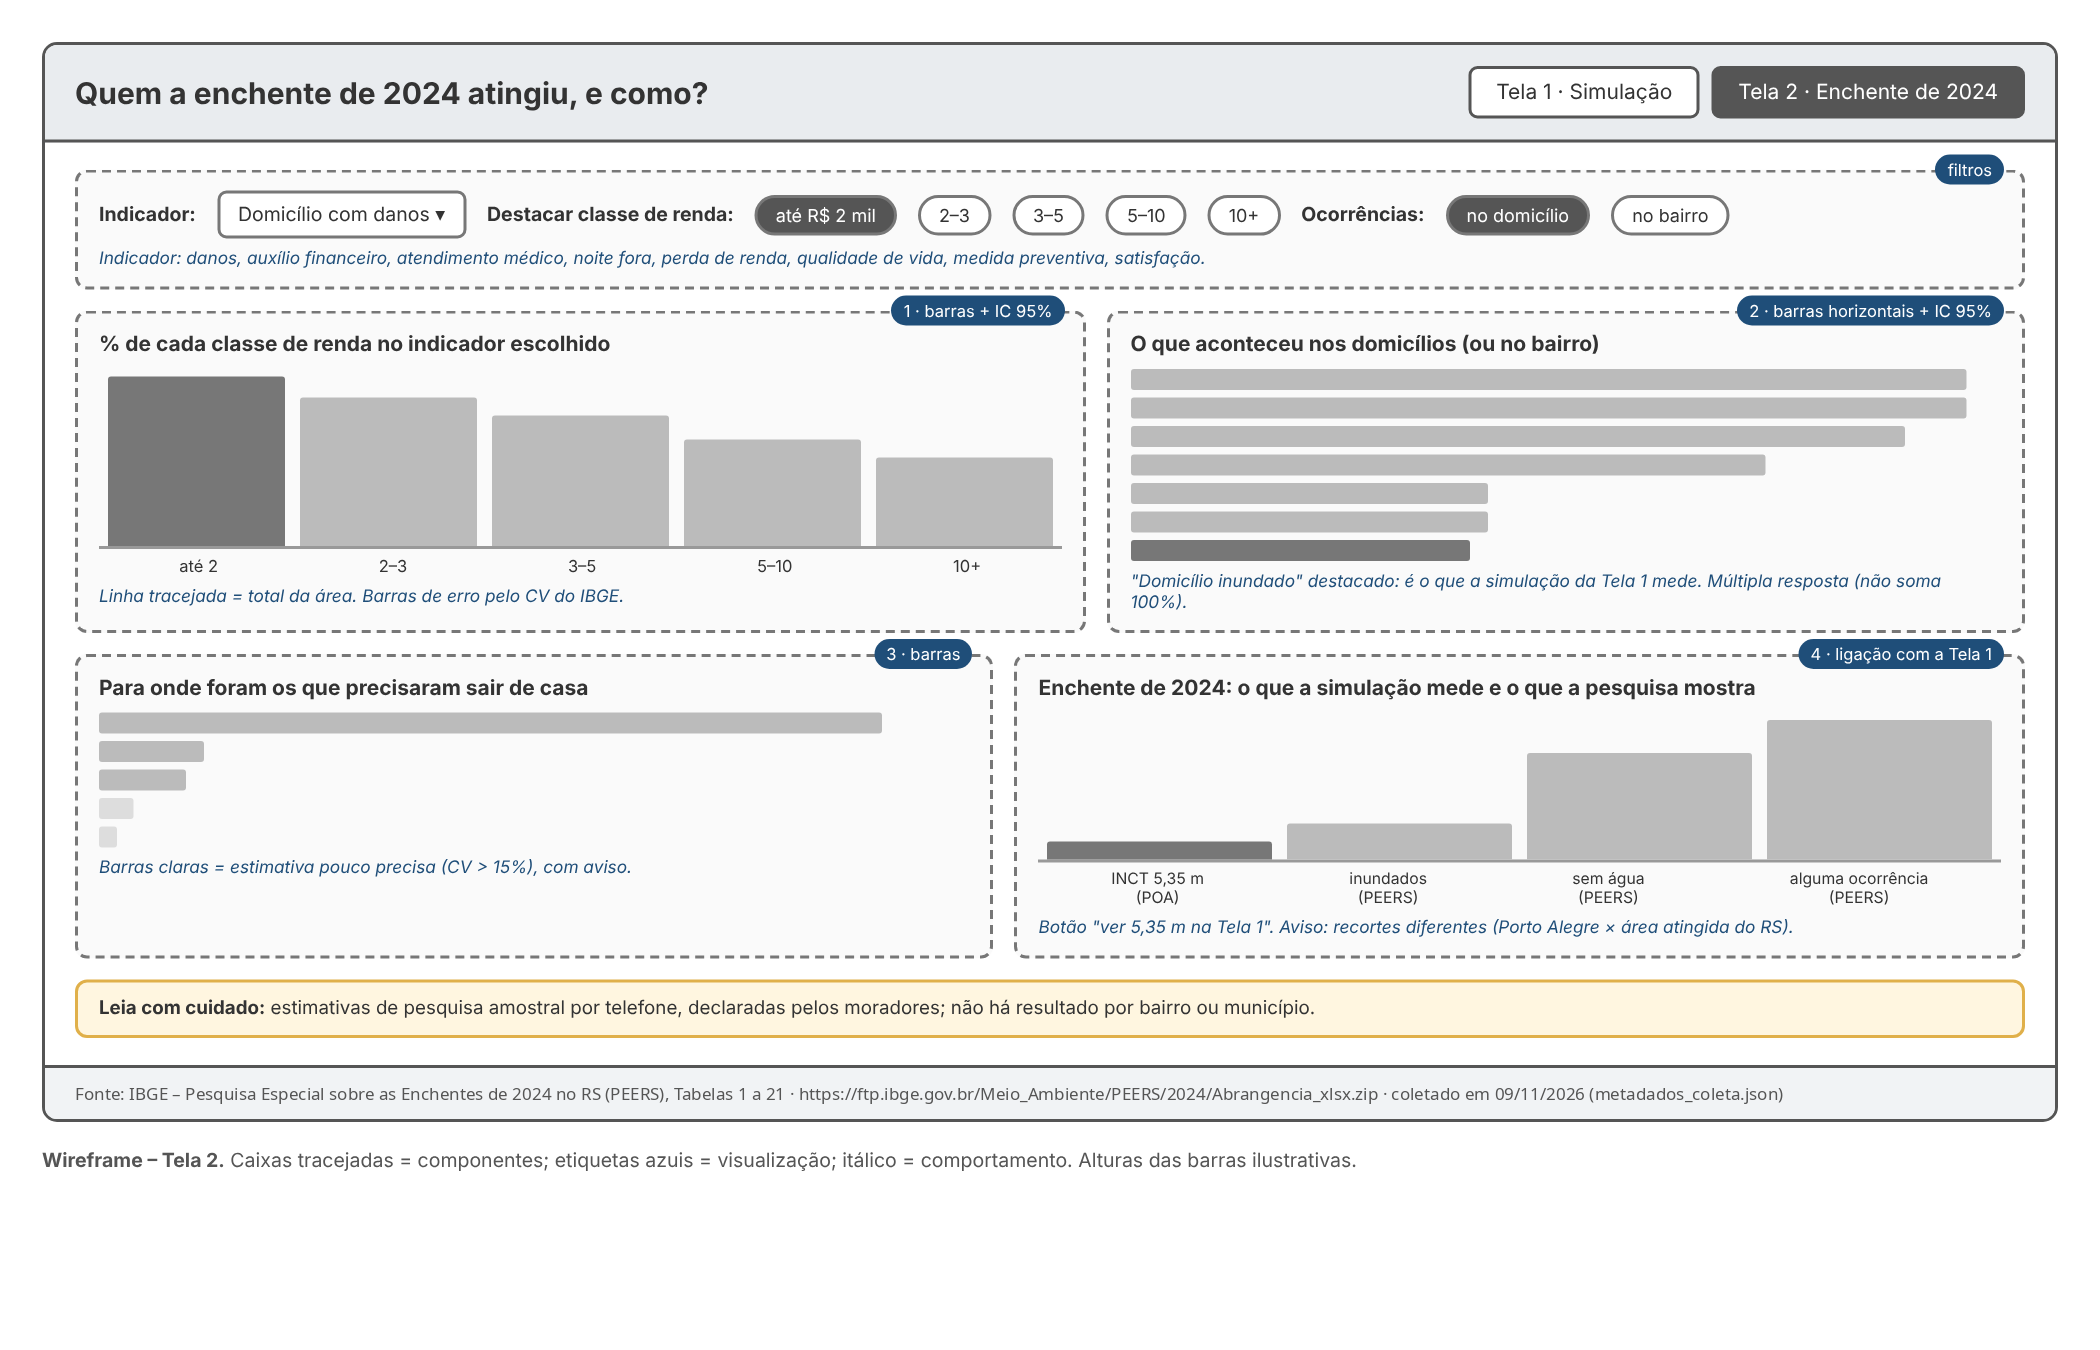 Quem a enchente de 2024 atingiu, e como?
Tela 1 · Simulação
Tela 2 · Enchente de 2024
filtros
Indicador: Domicílio com danos ▾ Destacar classe de renda: até R$ 2 mil 2–3 3–5 5–10 10+ Ocorrências: no domicílio no bairro
Indicador: danos, auxílio financeiro, atendimento médico, noite fora, perda de renda, qualidade de vida, medida preventiva, satisfação.
1 · barras + IC 95%
% de cada classe de renda no indicador escolhido
até 2 2–3 3–5 5–10 10+
Linha tracejada = total da área. Barras de erro pelo CV do IBGE.
2 · barras horizontais + IC 95%
O que aconteceu nos domicílios (ou no bairro)
"Domicílio inundado" destacado: é o que a simulação da Tela 1 mede. Múltipla resposta (não soma
100%).
3 · barras
Para onde foram os que precisaram sair de casa
Barras claras = estimativa pouco precisa (CV > 15%), com aviso.
4 · ligação com a Tela 1
Enchente de 2024: o que a simulação mede e o que a pesquisa mostra
INCT 5,35 m
(POA)
inundados
(PEERS)
sem água
(PEERS)
alguma ocorrência
(PEERS)
Botão "ver 5,35 m na Tela 1". Aviso: recortes diferentes (Porto Alegre × área atingida do RS).
Leia com cuidado: estimativas de pesquisa amostral por telefone, declaradas pelos moradores; não há resultado por bairro ou município.
Fonte: IBGE – Pesquisa Especial sobre as Enchentes de 2024 no RS (PEERS), Tabelas 1 a 21 · https://ftp.ibge.gov.br/Meio_Ambiente/PEERS/2024/Abrangencia_xlsx.zip · coletado em 09/11/2026 (metadados_coleta.json)
Wireframe – Tela 2. Caixas tracejadas = componentes; etiquetas azuis = visualização; itálico = comportamento. Alturas das barras ilustrativas.